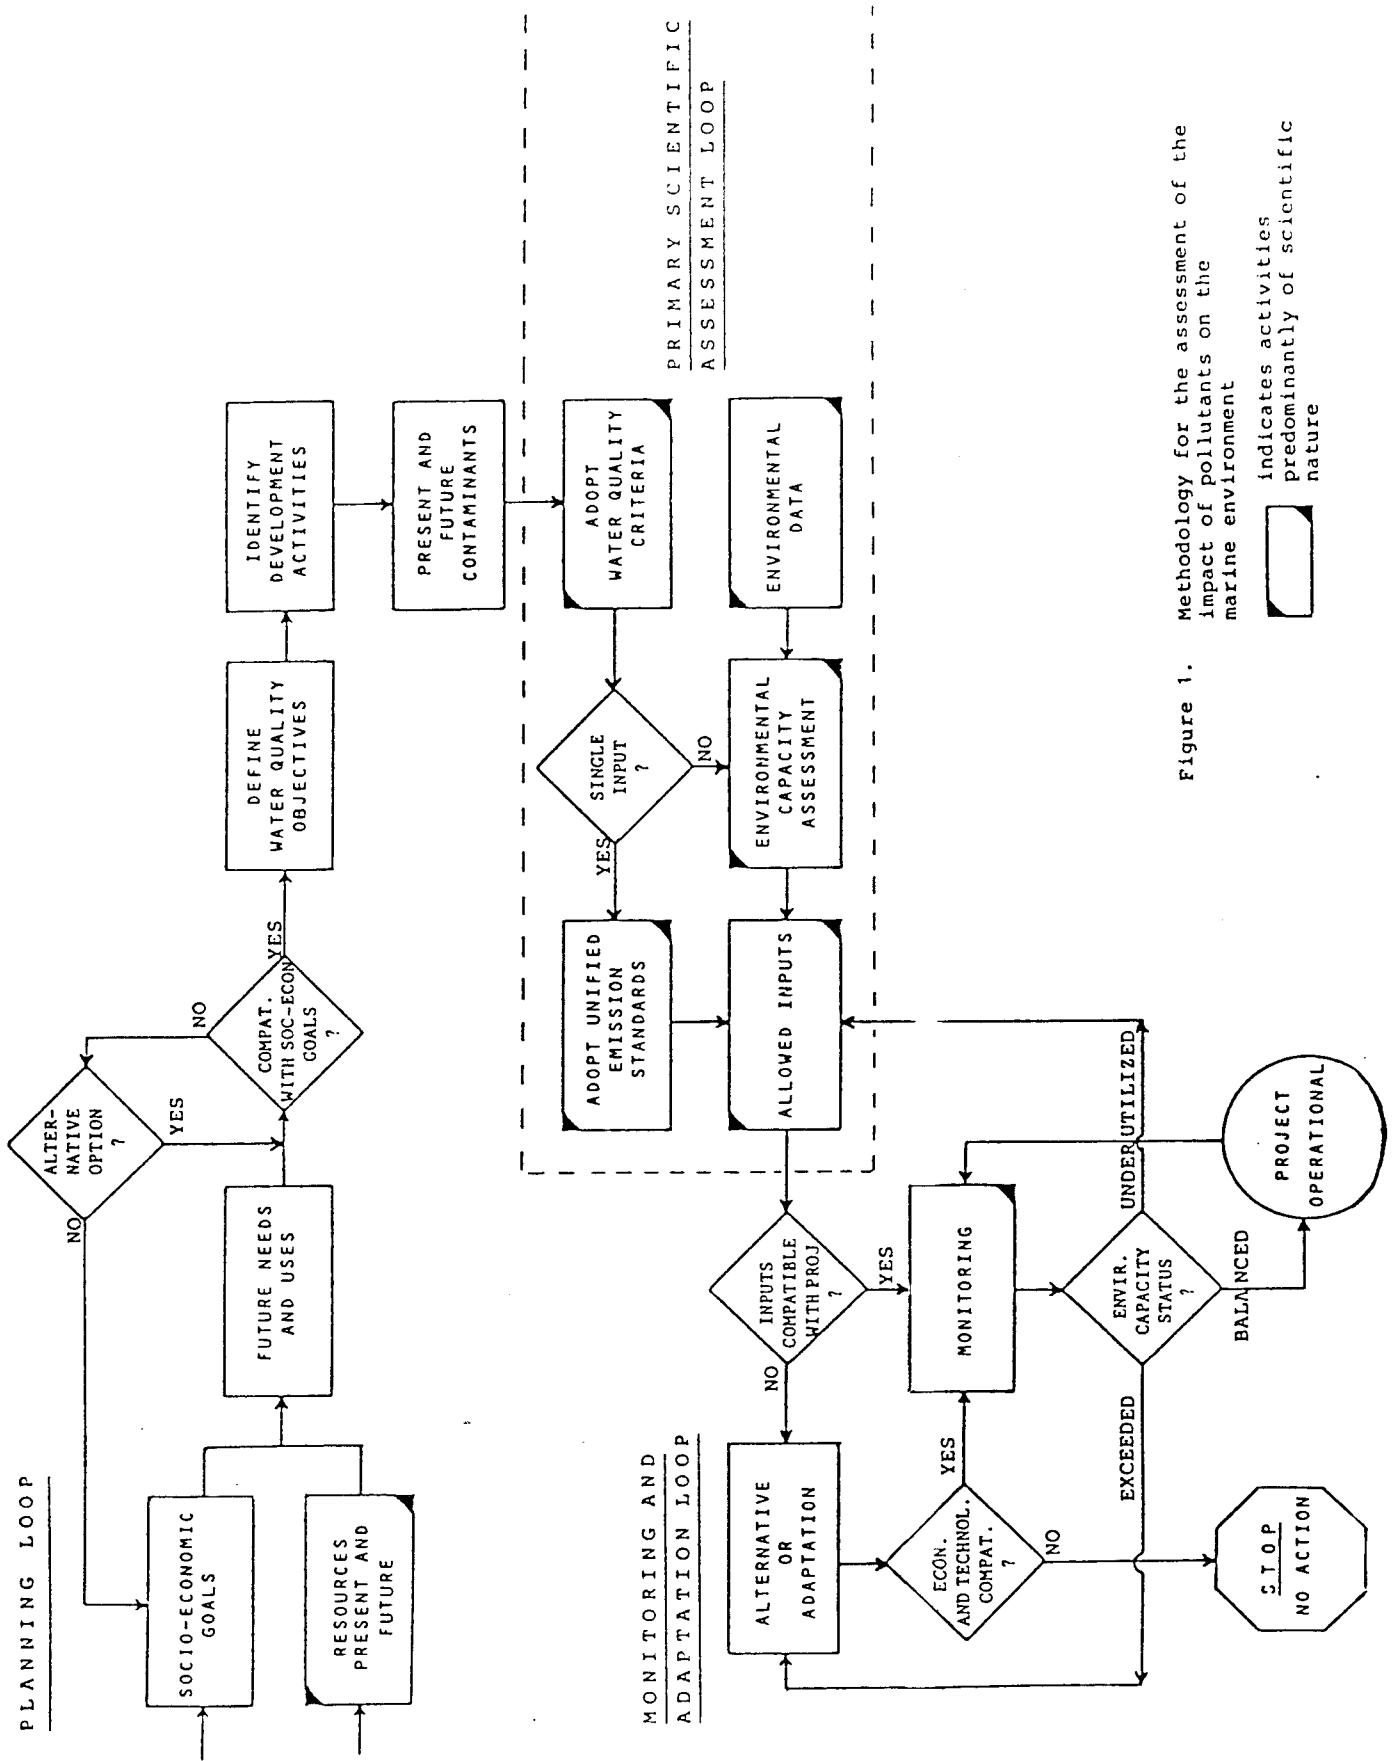 PLANNING LOOP
SOCIO-ECONOMIC
GOALS
RESOURCES
PRESENT AND
FUTURE
FUTURE NEEDS
AND USES
NO
ALTER-
NATIVE
OPTION
?
YES
NO
COMPAT.
WITH SOC-ECON
GOALS
?
YES
DEFINE
WATER QUALITY
OBJECTIVES
IDENTIFY
DEVELOPMENT
ACTIVITIES
PRESENT AND
FUTURE
CONTAMINANTS
PRIMARY SCIENTIFIC
ASSESSMENT LOOP
ADOPT
WATER QUALITY
CRITERIA
ENVIRONMENTAL
DATA
SINGLE
INPUT
?
NO
YES
ENVIRONMENTAL
CAPACITY
ASSESSMENT
ADOPT UNIFIED
EMISSION
STANDARDS
ALLOWED INPUTS
MONITORING AND
ADAPTATION LOOP
INPUTS
COMPATIBLE
WITH PROJ
?
NO
YES
ALTERNATIVE
OR
ADAPTATION
ECON.
AND TECHNOL.
COMPAT.
?
YES
NO
MONITORING
ENVIR.
CAPACITY
STATUS
?
EXCEEDED
UNDERUTILIZED
BALANCED
STOP
NO ACTION
PROJECT
OPERATIONAL
Figure 1. Methodology for the assessment of the
impact of pollutants on the
marine environment
indicates activities
predominantly of scientific
nature